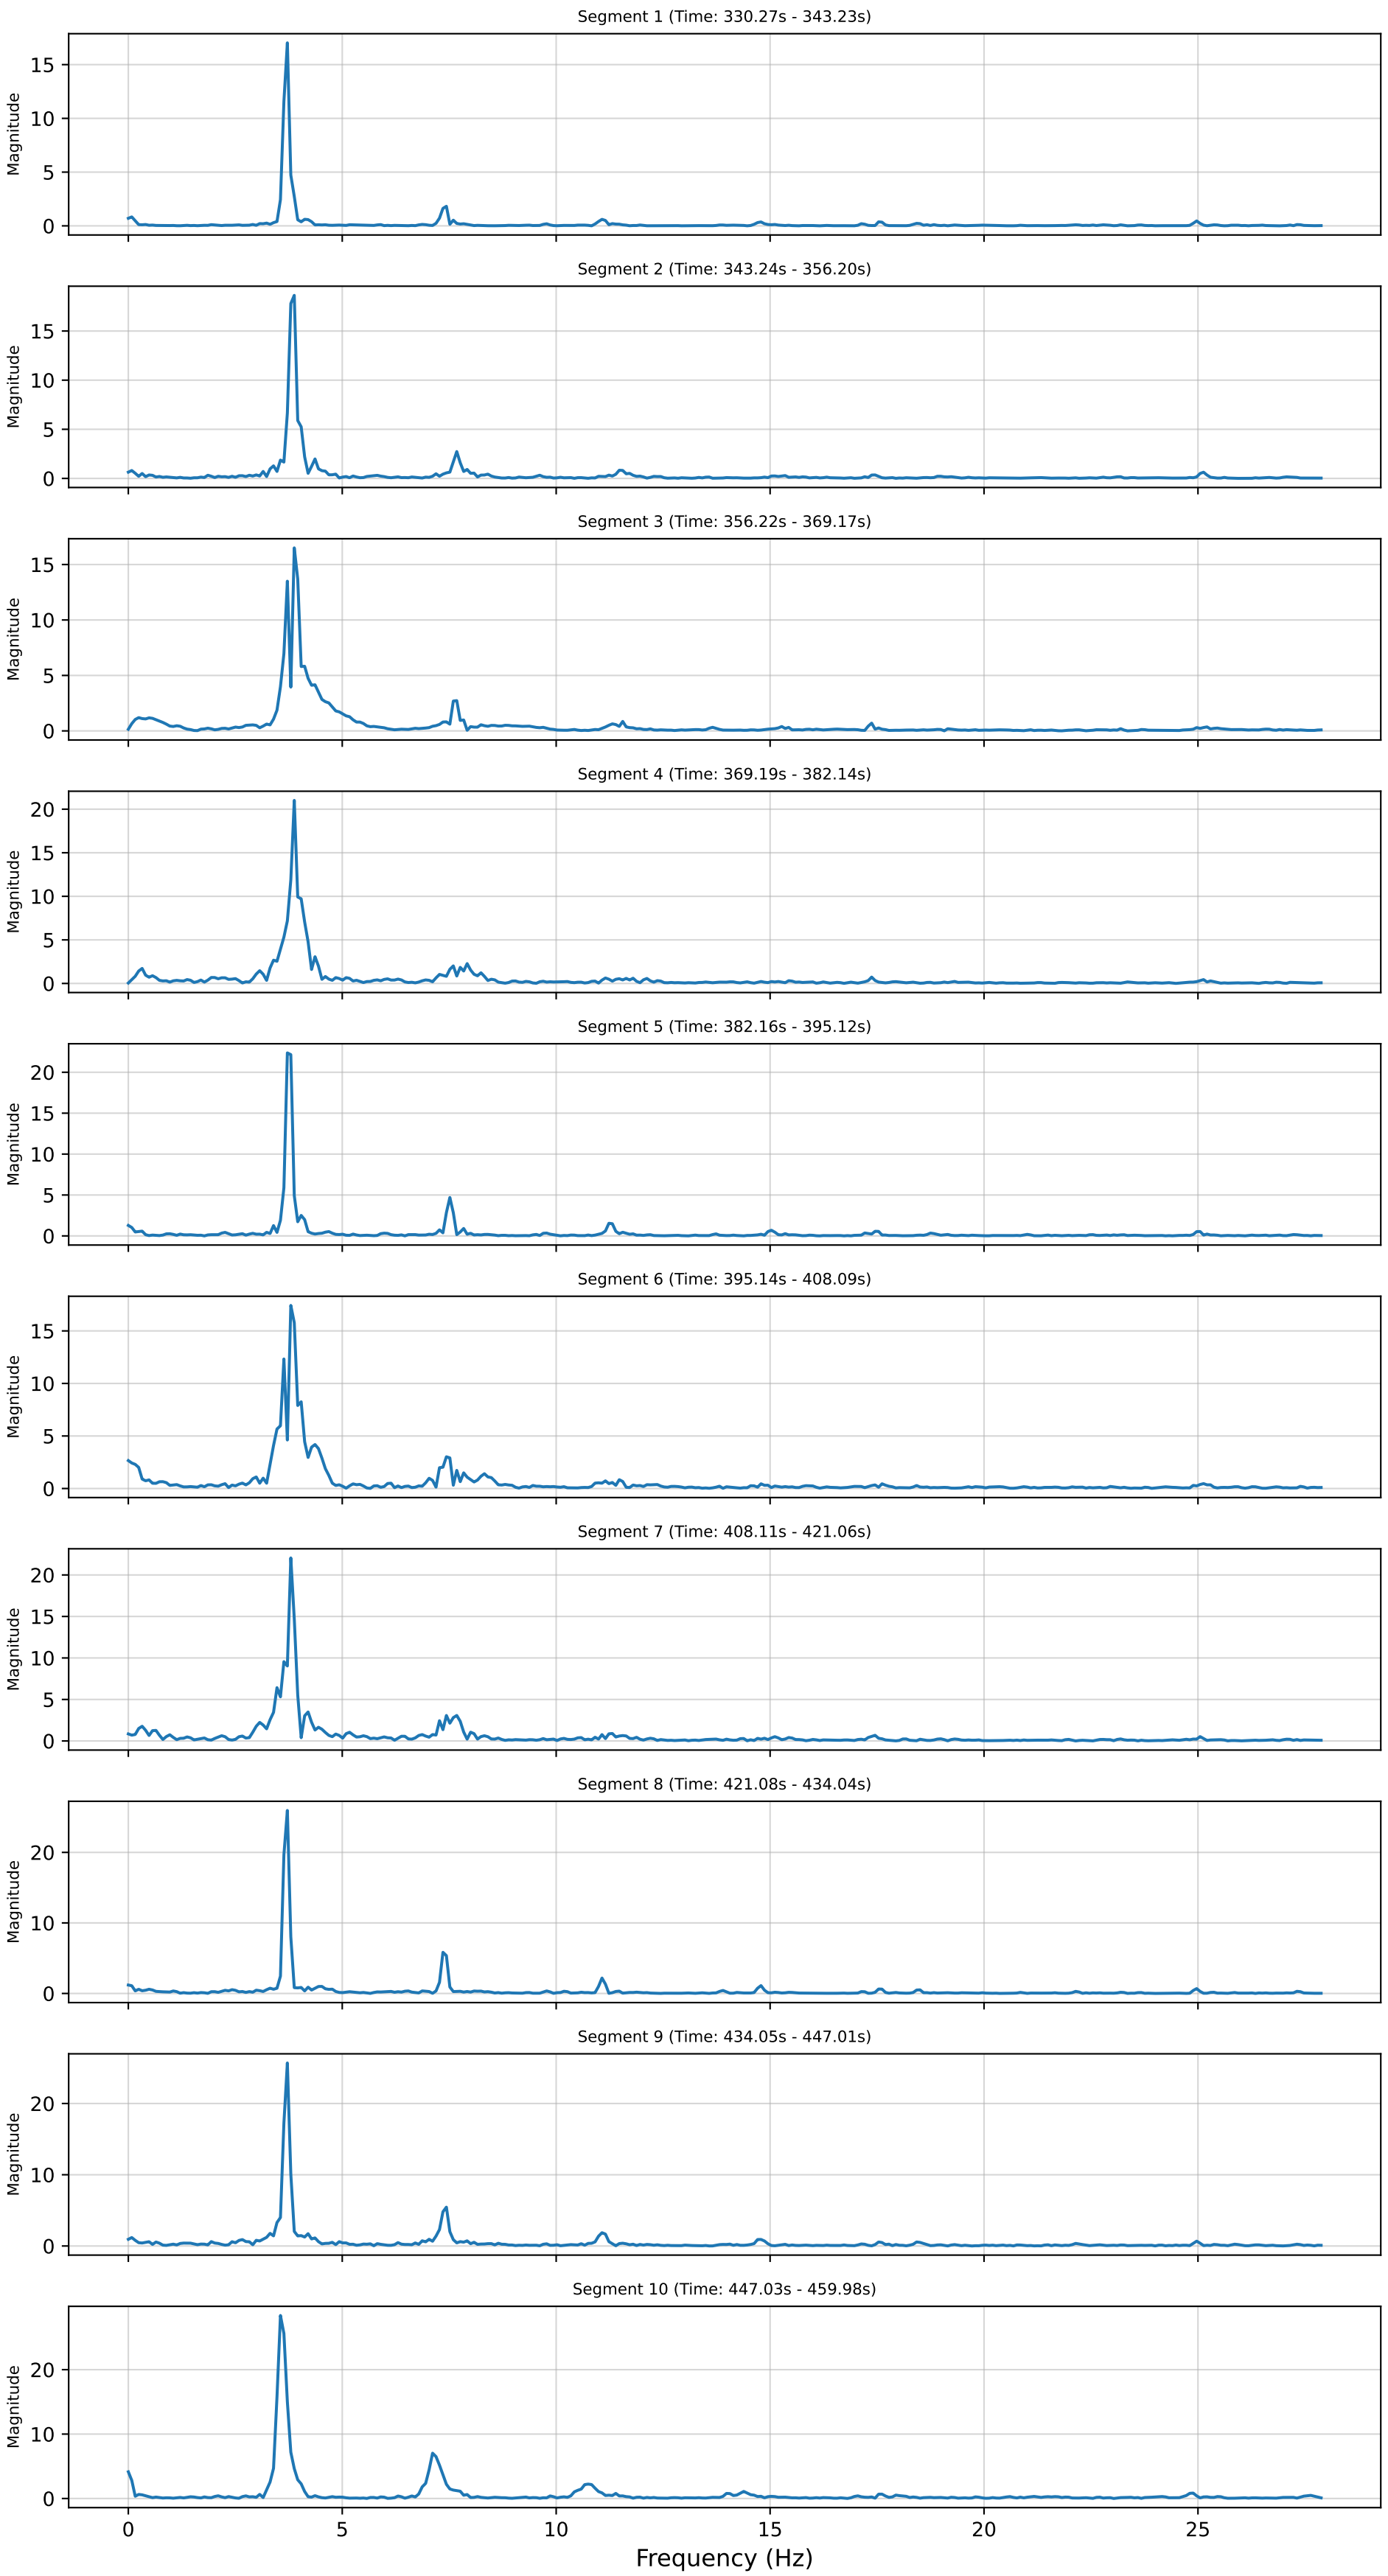 Segment 1 (Time: 330.27s - 343.23s)
Magnitude
15
10
5
0
Segment 2 (Time: 343.24s - 356.20s)
Magnitude
15
10
5
0
Segment 3 (Time: 356.22s - 369.17s)
Magnitude
15
10
5
0
Segment 4 (Time: 369.19s - 382.14s)
Magnitude
20
15
10
5
0
Segment 5 (Time: 382.16s - 395.12s)
Magnitude
20
15
10
5
0
Segment 6 (Time: 395.14s - 408.09s)
Magnitude
15
10
5
0
Segment 7 (Time: 408.11s - 421.06s)
Magnitude
20
15
10
5
0
Segment 8 (Time: 421.08s - 434.04s)
Magnitude
20
10
0
Segment 9 (Time: 434.05s - 447.01s)
Magnitude
20
10
0
Segment 10 (Time: 447.03s - 459.98s)
Magnitude
20
10
0
0 5 10 15 20 25
Frequency (Hz)